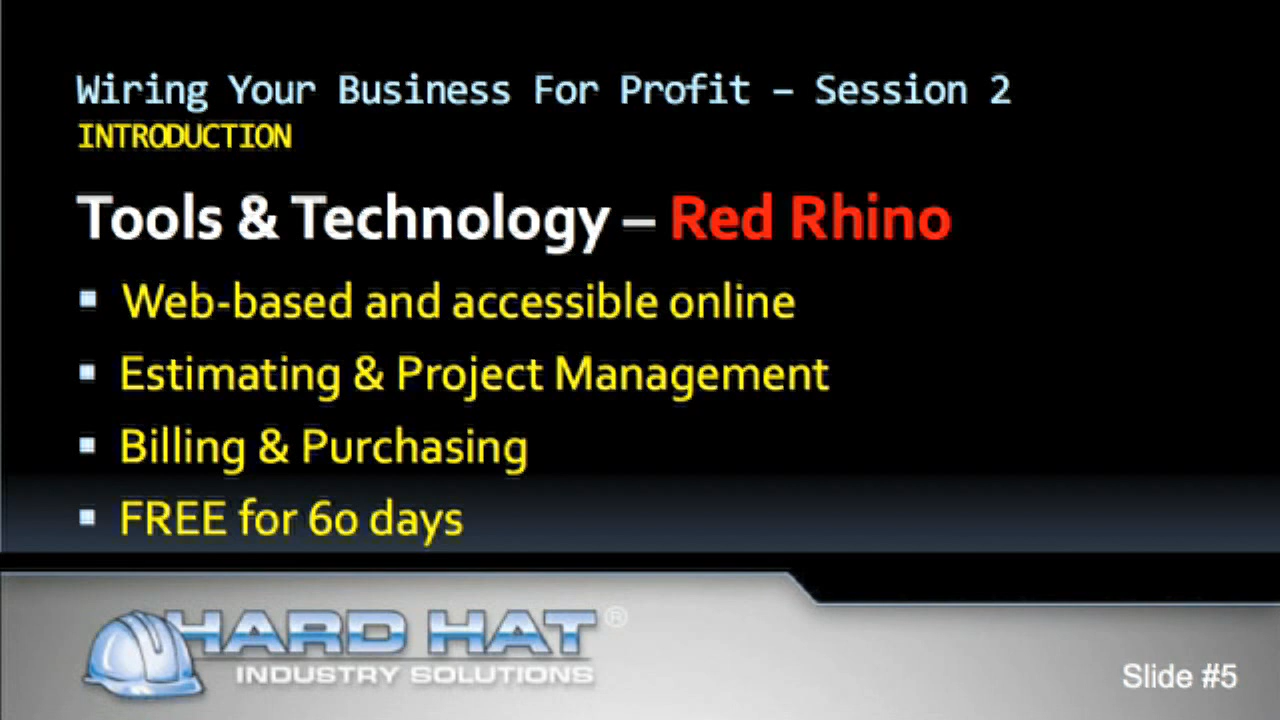 Wiring Your Business For Profit – Session 2
INTRODUCTION
Tools & Technology – Red Rhino
▪ Web-based and accessible online
▪ Estimating & Project Management
▪ Billing & Purchasing
▪ FREE for 60 days
HARD HAT®
INDUSTRY SOLUTIONS
Slide #5